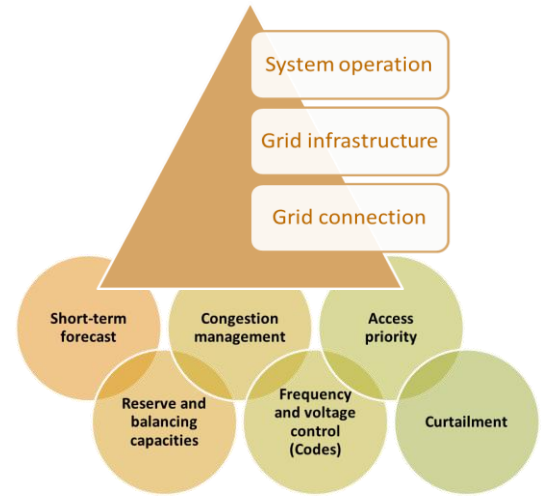 System operation
Grid infrastructure
Grid connection
Short-term
forecast
Congestion
management
Access
priority
Reserve and
balancing
capacities
Frequency
and voltage
control
(Codes)
Curtailment